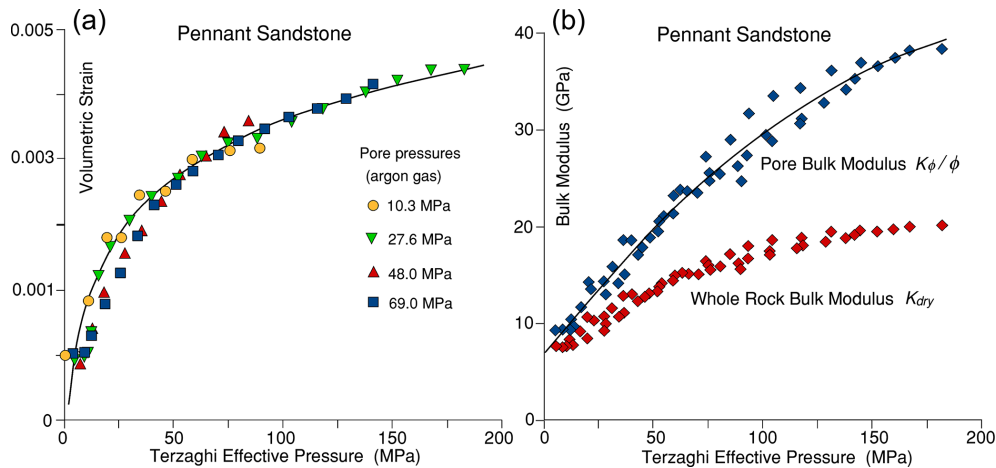 (a)
Pennant Sandstone
0.005
0.003
0.001
0
Volumetric Strain
Pore pressures
(argon gas)
10.3 MPa
27.6 MPa
48.0 MPa
69.0 MPa
0 50 100 150 200
Terzaghi Effective Pressure (MPa)
(b)
Pennant Sandstone
40
30
20
10
0
Bulk Modulus (GPa)
Pore Bulk Modulus Kϕ/ϕ
Whole Rock Bulk Modulus Kdry
0 50 100 150 200
Terzaghi Effective Pressure (MPa)